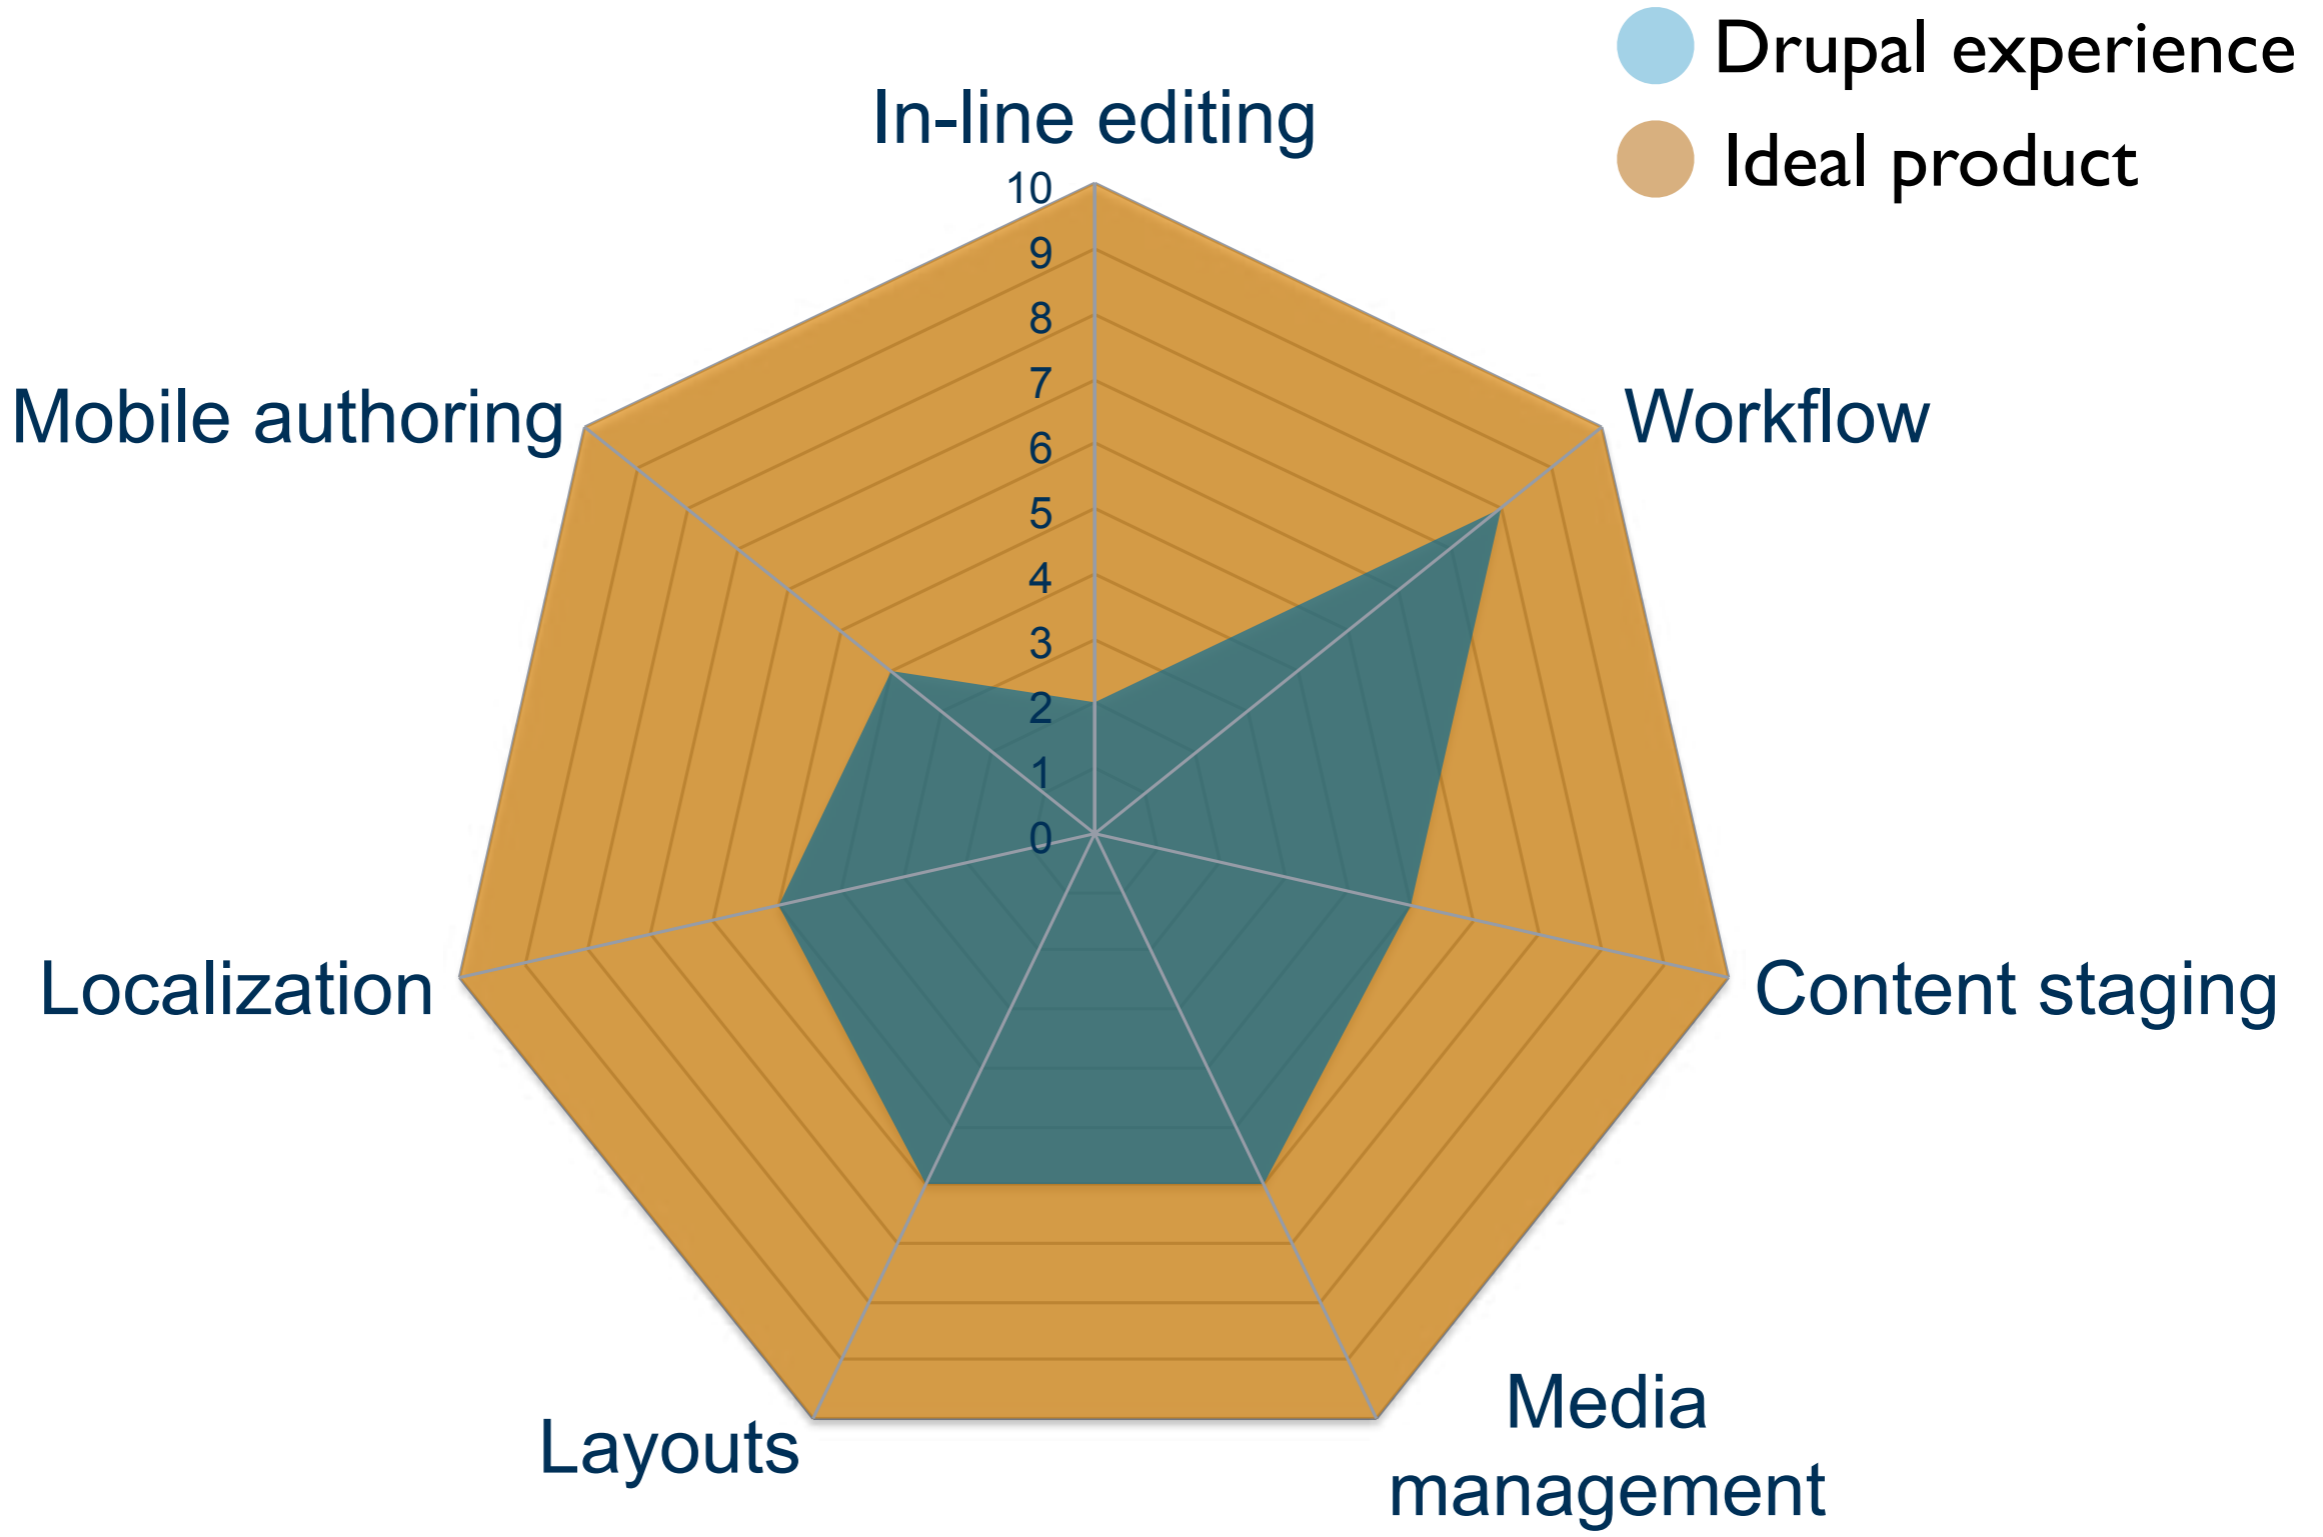 Drupal experience
Ideal product
In-line editing
10
9
8
7
6
5
4
3
2
1
0
Mobile authoring
Workflow
Localization
Content staging
Layouts
Media
management